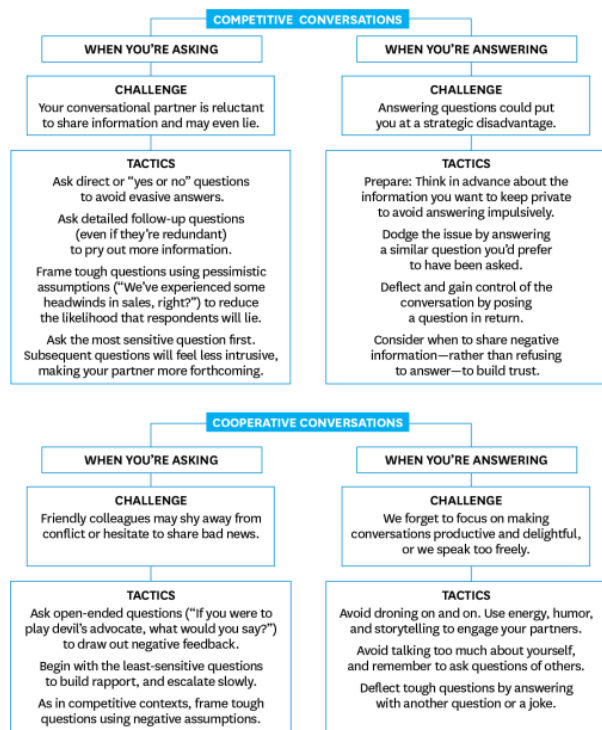 COMPETITIVE CONVERSATIONS
WHEN YOU'RE ASKING
CHALLENGE
Your conversational partner is reluctant
to share information and may even lie.
TACTICS
Ask direct or “yes or no” questions
to avoid evasive answers.
Ask detailed follow-up questions
(even if they're redundant)
to pry out more information.
Frame tough questions using pessimistic
assumptions (“We've experienced some
headwinds in sales, right?”) to reduce
the likelihood that respondents will lie.
Ask the most sensitive question first.
Subsequent questions will feel less intrusive,
making your partner more forthcoming.
WHEN YOU'RE ANSWERING
CHALLENGE
Answering questions could put
you at a strategic disadvantage.
TACTICS
Prepare: Think in advance about the
information you want to keep private
to avoid answering impulsively.
Dodge the issue by answering
a similar question you'd prefer
to have been asked.
Deflect and gain control of the
conversation by posing
a question in return.
Consider when to share negative
information—rather than refusing
to answer—to build trust.
COOPERATIVE CONVERSATIONS
WHEN YOU'RE ASKING
CHALLENGE
Friendly colleagues may shy away from
conflict or hesitate to share bad news.
TACTICS
Ask open-ended questions (“If you were to
play devil's advocate, what would you say?”)
to draw out negative feedback.
Begin with the least-sensitive questions
to build rapport, and escalate slowly.
As in competitive contexts, frame tough
questions using negative assumptions.
WHEN YOU'RE ANSWERING
CHALLENGE
We forget to focus on making
conversations productive and delightful,
or we speak too freely.
TACTICS
Avoid droning on and on. Use energy, humor,
and storytelling to engage your partners.
Avoid talking too much about yourself,
and remember to ask questions of others.
Deflect tough questions by answering
with another question or a joke.